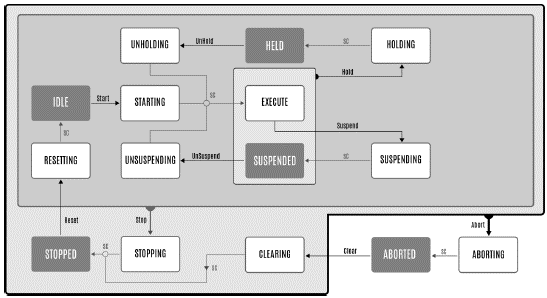 UNHOLDING
UnHold
HELD
SC
HOLDING
Hold
IDLE
Start
STARTING
SC
EXECUTE
SC
Suspend
RESETTING
UNSUSPENDING
UnSuspend
SUSPENDED
SC
SUSPENDING
Reset
Stop
Abort
STOPPED
SC
STOPPING
SC
CLEARING
Clear
ABORTED
SC
ABORTING